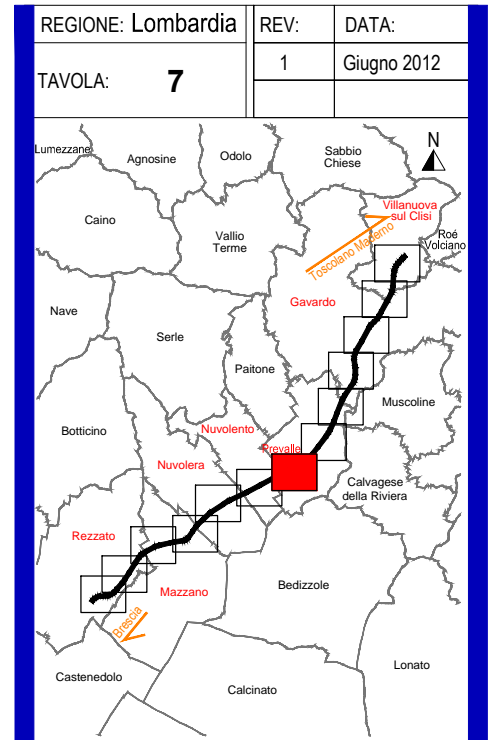 REGIONE: Lombardia
REV:
DATA:
TAVOLA: 7
1
Giugno 2012
N
Lumezzane
Agnosine
Odolo
Sabbio
Chiese
Caino
Vallio
Terme
Villanuova
sul Clisi
Roé
Volciano
Toscolano Maderno
Gavardo
Nave
Serle
Paitone
Muscoline
Botticino
Nuvolento
Prevalle
Nuvolera
Calvagese
della Riviera
Rezzato
Mazzano
Bedizzole
Brescia
Castenedolo
Calcinato
Lonato